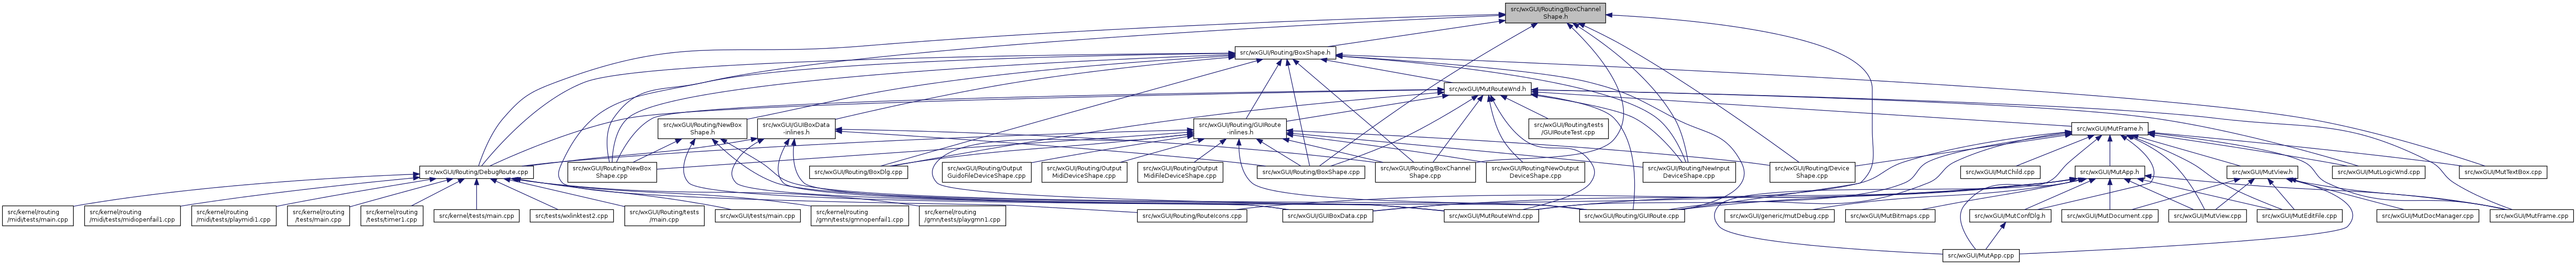 src/wxGUI/Routing/BoxChannel
Shape.h
src/wxGUI/Routing/BoxShape.h
src/wxGUI/MutRouteWnd.h
src/wxGUI/Routing/NewBox
Shape.h
src/wxGUI/GUIBoxData
-inlines.h
src/wxGUI/Routing/GUIRoute
-inlines.h
src/wxGUI/Routing/tests
/GUIRouteTest.cpp
src/wxGUI/MutFrame.h
src/wxGUI/Routing/DebugRoute.cpp
src/wxGUI/Routing/NewBox
Shape.cpp
src/wxGUI/Routing/BoxDlg.cpp
src/wxGUI/Routing/Output
GuidoFileDeviceShape.cpp
src/wxGUI/Routing/Output
MidiDeviceShape.cpp
src/wxGUI/Routing/Output
MidiFileDeviceShape.cpp
src/wxGUI/Routing/BoxShape.cpp
src/wxGUI/Routing/BoxChannel
Shape.cpp
src/wxGUI/Routing/NewOutput
DeviceShape.cpp
src/wxGUI/Routing/NewInput
DeviceShape.cpp
src/wxGUI/Routing/Device
Shape.cpp
src/wxGUI/MutChild.cpp
src/wxGUI/MutApp.h
src/wxGUI/MutView.h
src/wxGUI/MutLogicWnd.cpp
src/wxGUI/MutTextBox.cpp
src/kernel/routing
/midi/tests/main.cpp
src/kernel/routing
/midi/tests/midiopenfail1.cpp
src/kernel/routing
/midi/tests/playmidi1.cpp
src/kernel/routing
/tests/main.cpp
src/kernel/routing
/tests/timer1.cpp
src/kernel/tests/main.cpp
src/tests/wxlinktest2.cpp
src/wxGUI/Routing/tests
/main.cpp
src/wxGUI/tests/main.cpp
src/kernel/routing
/gmn/tests/gmnopenfail1.cpp
src/kernel/routing
/gmn/tests/playgmn1.cpp
src/wxGUI/Routing/RouteIcons.cpp
src/wxGUI/GUIBoxData.cpp
src/wxGUI/MutRouteWnd.cpp
src/wxGUI/Routing/GUIRoute.cpp
src/wxGUI/generic/mutDebug.cpp
src/wxGUI/MutBitmaps.cpp
src/wxGUI/MutConfDlg.h
src/wxGUI/MutDocument.cpp
src/wxGUI/MutView.cpp
src/wxGUI/MutEditFile.cpp
src/wxGUI/MutDocManager.cpp
src/wxGUI/MutFrame.cpp
src/wxGUI/MutApp.cpp